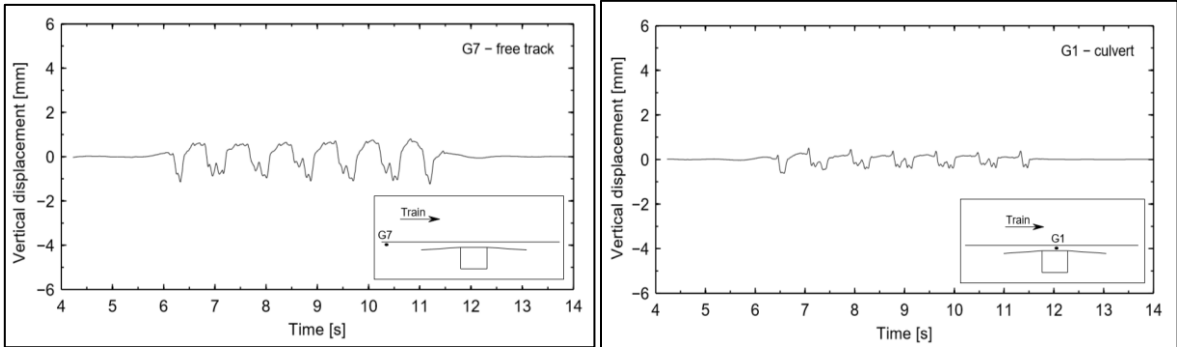 6
4
2
0
−2
−4
−6
Vertical displacement [mm]
G7 − free track
Train
G7
4 5 6 7 8 9 10 11 12 13 14
Time [s]
6
4
2
0
−2
−4
−6
Vertical displacement [mm]
G1 − culvert
Train
G1
4 5 6 7 8 9 10 11 12 13 14
Time [s]